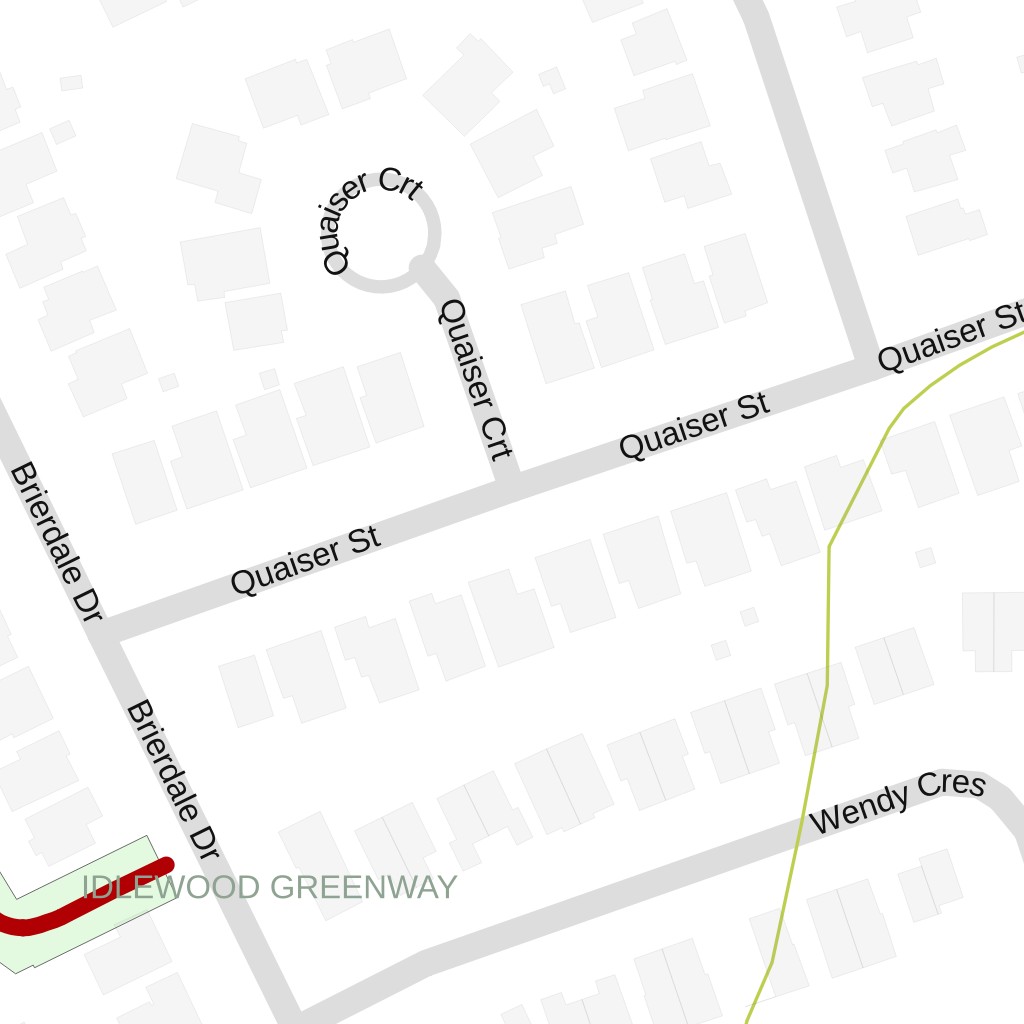 Quaiser Crt
Quaiser Crt
Quaiser St
Quaiser St
Quaiser St
Brierdale Dr
Brierdale Dr
Wendy Cres
IDLEWOOD GREENWAY